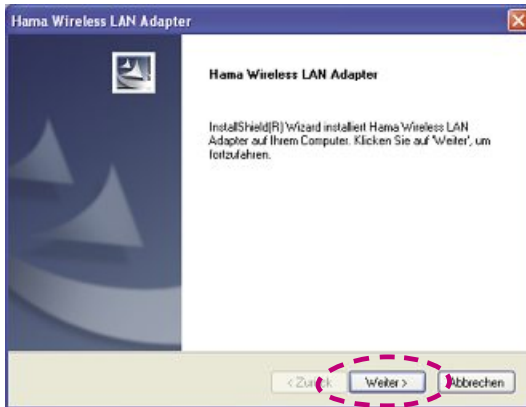 Hama Wireless LAN Adapter
Hama Wireless LAN Adapter
InstallShield(R) Wizard installiert Hama Wireless LAN
Adapter auf Ihrem Computer. Klicken Sie auf 'Weiter', um
fortzufahren.
< Zurück Weiter > Abbrechen